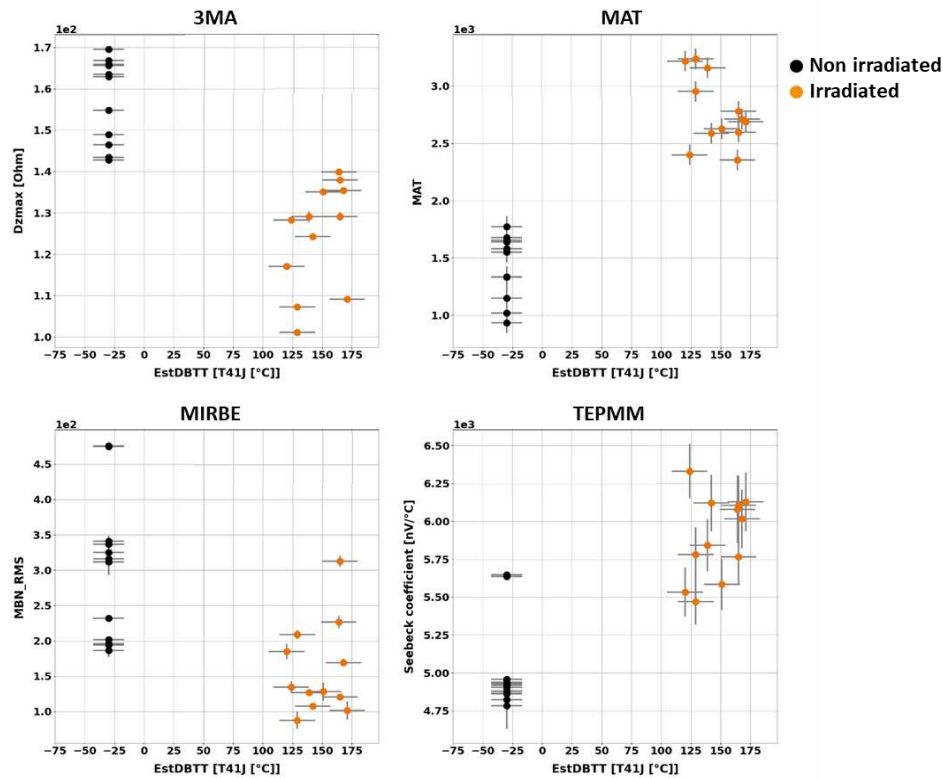 3MA
1e2
1.7
1.6
1.5
1.4
1.3
1.2
1.1
1.0
Dzmax [Ohm]
−75 −50 −25 0 25 50 75 100 125 150 175
EstDBTT [T41J [°C]]
MAT
1e3
3.0
2.5
2.0
1.5
1.0
MAT
−75 −50 −25 0 25 50 75 100 125 150 175
EstDBTT [T41J [°C]]
Non irradiated
Irradiated
MIRBE
1e2
4.5
4.0
3.5
3.0
2.5
2.0
1.5
1.0
MBN_RMS
−75 −50 −25 0 25 50 75 100 125 150 175
EstDBTT [T41J [°C]]
TEPMM
1e3
6.50
6.25
6.00
5.75
5.50
5.25
5.00
4.75
Seebeck coefficient [nV/°C]
−75 −50 −25 0 25 50 75 100 125 150 175
EstDBTT [T41J [°C]]